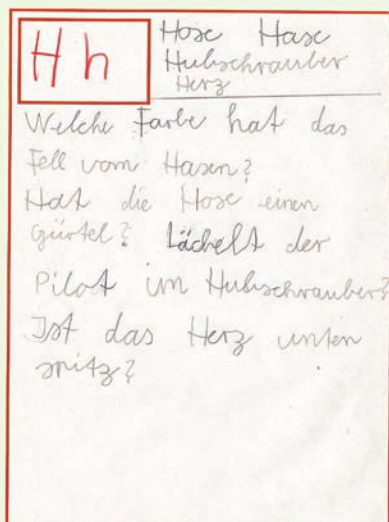 H h
Hose Hase
Hubschrauber
Herz
Welche Farbe hat das
Fell vom Hasen?
Hat die Hose einen
Gürtel? Lächelt der
Pilot im Hubschrauber?
Ist das Herz unten
spitz?